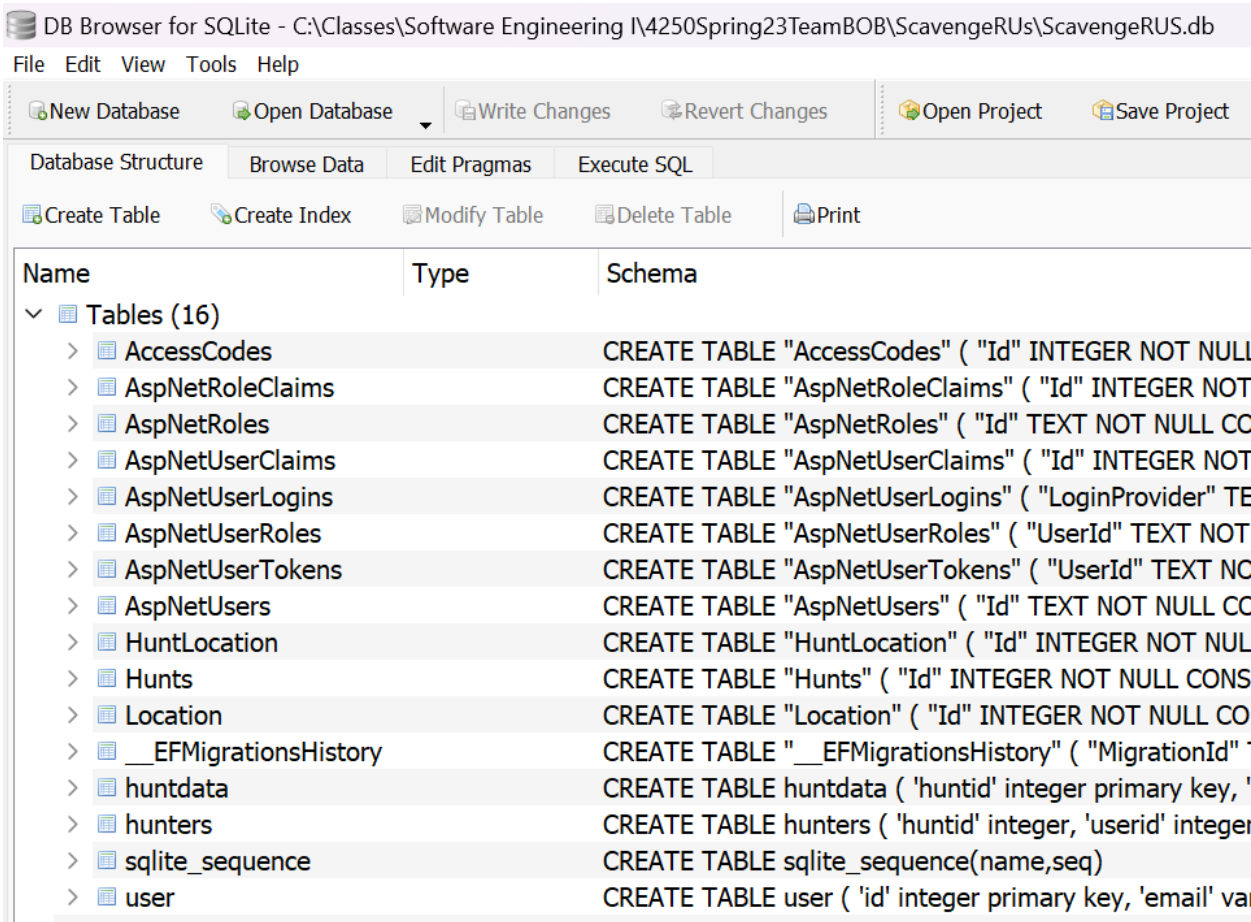 DB Browser for SQLite - C:\Classes\Software Engineering I\4250Spring23TeamBOB\ScavengeRUs\ScavengeRUS.db
File Edit View Tools Help
New Database Open Database Write Changes Revert Changes Open Project Save Project
Database Structure Browse Data Edit Pragmas Execute SQL
Create Table Create Index Modify Table Delete Table Print
Name Type Schema
Tables (16)
AccessCodes CREATE TABLE "AccessCodes" ( "Id" INTEGER NOT NULL
AspNetRoleClaims CREATE TABLE "AspNetRoleClaims" ( "Id" INTEGER NOT
AspNetRoles CREATE TABLE "AspNetRoles" ( "Id" TEXT NOT NULL CO
AspNetUserClaims CREATE TABLE "AspNetUserClaims" ( "Id" INTEGER NOT
AspNetUserLogins CREATE TABLE "AspNetUserLogins" ( "LoginProvider" TE
AspNetUserRoles CREATE TABLE "AspNetUserRoles" ( "UserId" TEXT NOT
AspNetUserTokens CREATE TABLE "AspNetUserTokens" ( "UserId" TEXT NO
AspNetUsers CREATE TABLE "AspNetUsers" ( "Id" TEXT NOT NULL CO
HuntLocation CREATE TABLE "HuntLocation" ( "Id" INTEGER NOT NUL
Hunts CREATE TABLE "Hunts" ( "Id" INTEGER NOT NULL CONS
Location CREATE TABLE "Location" ( "Id" INTEGER NOT NULL CO
__EFMigrationsHistory CREATE TABLE "__EFMigrationsHistory" ( "MigrationId"
huntdata CREATE TABLE huntdata ( 'huntid' integer primary key, '
hunters CREATE TABLE hunters ( 'huntid' integer, 'userid' integer
sqlite_sequence CREATE TABLE sqlite_sequence(name,seq)
user CREATE TABLE user ( 'id' integer primary key, 'email' var